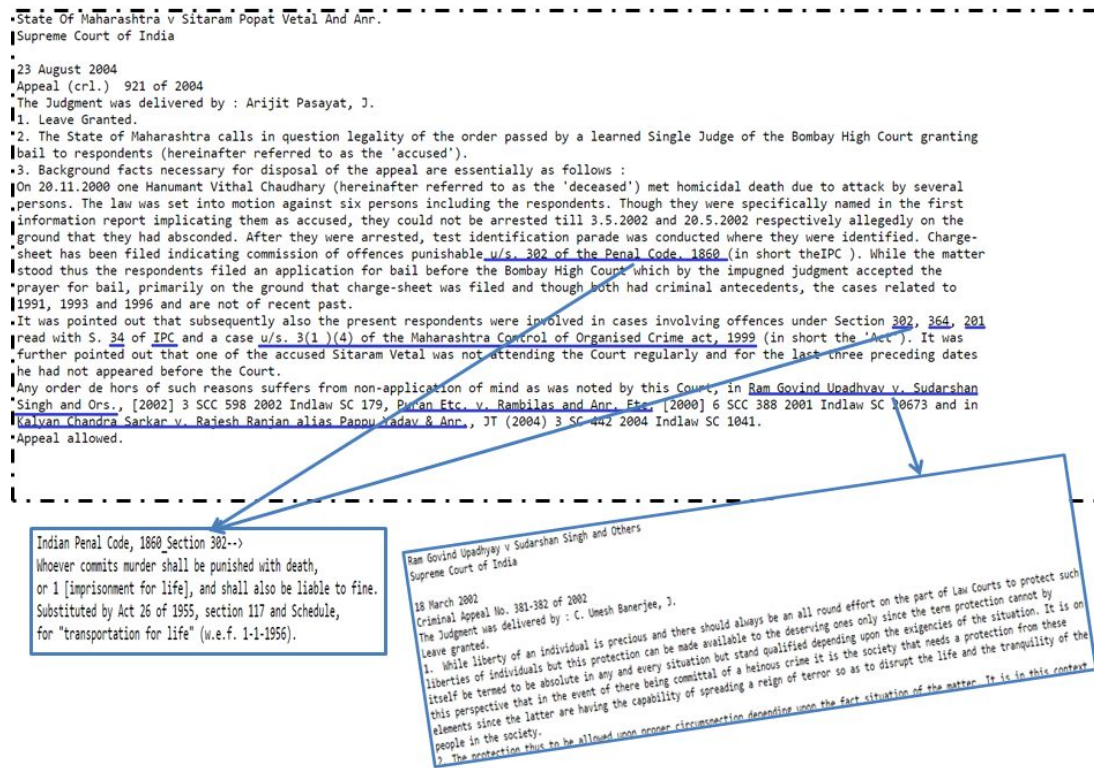 State Of Maharashtra v Sitaram Popat Vetal And Anr.
Supreme Court of India
23 August 2004
Appeal (crl.) 921 of 2004
The Judgment was delivered by : Arijit Pasayat, J.
1. Leave Granted.
2. The State of Maharashtra calls in question legality of the order passed by a learned Single Judge of the Bombay High Court granting
bail to respondents (hereinafter referred to as the 'accused').
3. Background facts necessary for disposal of the appeal are essentially as follows :
On 20.11.2000 one Hanumant Vithal Chaudhary (hereinafter referred to as the 'deceased') met homicidal death due to attack by several
persons. The law was set into motion against six persons including the respondents. Though they were specifically named in the first
information report implicating them as accused, they could not be arrested till 3.5.2002 and 20.5.2002 respectively allegedly on the
ground that they had absconded. After they were arrested, test identification parade was conducted where they were identified. Charge-
sheet has been filed indicating commission of offences punishable u/s. 302 of the Penal Code, 1860 (in short theIPC ). While the matter
stood thus the respondents filed an application for bail before the Bombay High Court which by the impugned judgment accepted the
prayer for bail, primarily on the ground that charge-sheet was filed and though both had criminal antecedents, the cases related to
1991, 1993 and 1996 and are not of recent past.
It was pointed out that subsequently also the present respondents were involved in cases involving offences under Section 302, 364, 201
read with S. 34 of IPC and a case u/s. 3(1 )(4) of the Maharashtra Control of Organised Crime act, 1999 (in short the 'Act'). It was
further pointed out that one of the accused Sitaram Vetal was not attending the Court regularly and for the last three preceding dates
he had not appeared before the Court.
Any order de hors of such reasons suffers from non-application of mind as was noted by this Court, in Ram Govind Upadhyay v. Sudarshan
Singh and Ors., [2002] 3 SCC 598 2002 Indlaw SC 179, Puran Etc. v. Rambilas and Anr. Etc. [2000] 6 SCC 388 2001 Indlaw SC 20673 and in
Kalyan Chandra Sarkar v. Rajesh Ranjan alias Pappu Yadav & Anr., JT (2004) 3 SC 442 2004 Indlaw SC 1041.
Appeal allowed.
Indian Penal Code, 1860_Section 302-->
Whoever commits murder shall be punished with death,
or 1 [imprisonment for life], and shall also be liable to fine.
Substituted by Act 26 of 1955, section 117 and Schedule,
for "transportation for life" (w.e.f. 1-1-1956).
Ram Govind Upadhyay v Sudarshan Singh and Others
Supreme Court of India
18 March 2002
Criminal Appeal No. 381-382 of 2002
The Judgment was delivered by : C. Umesh Banerjee, J.
Leave granted.
1. While liberty of an individual is precious and there should always be an all round effort on the part of Law Courts to protect such
liberties of individuals but this protection can be made available to the deserving ones only since the term protection cannot by
itself be termed to be absolute in any and every situation but stand qualified depending upon the exigencies of the situation. It is on
this perspective that in the event of there being committal of a heinous crime it is the society that needs a protection from these
elements since the latter are having the capability of spreading a reign of terror so as to disrupt the life and the tranquility of the
people in the society.
2. The protection thus to be allowed upon proper circumspection depending upon the fact situation of the matter. It is in this context